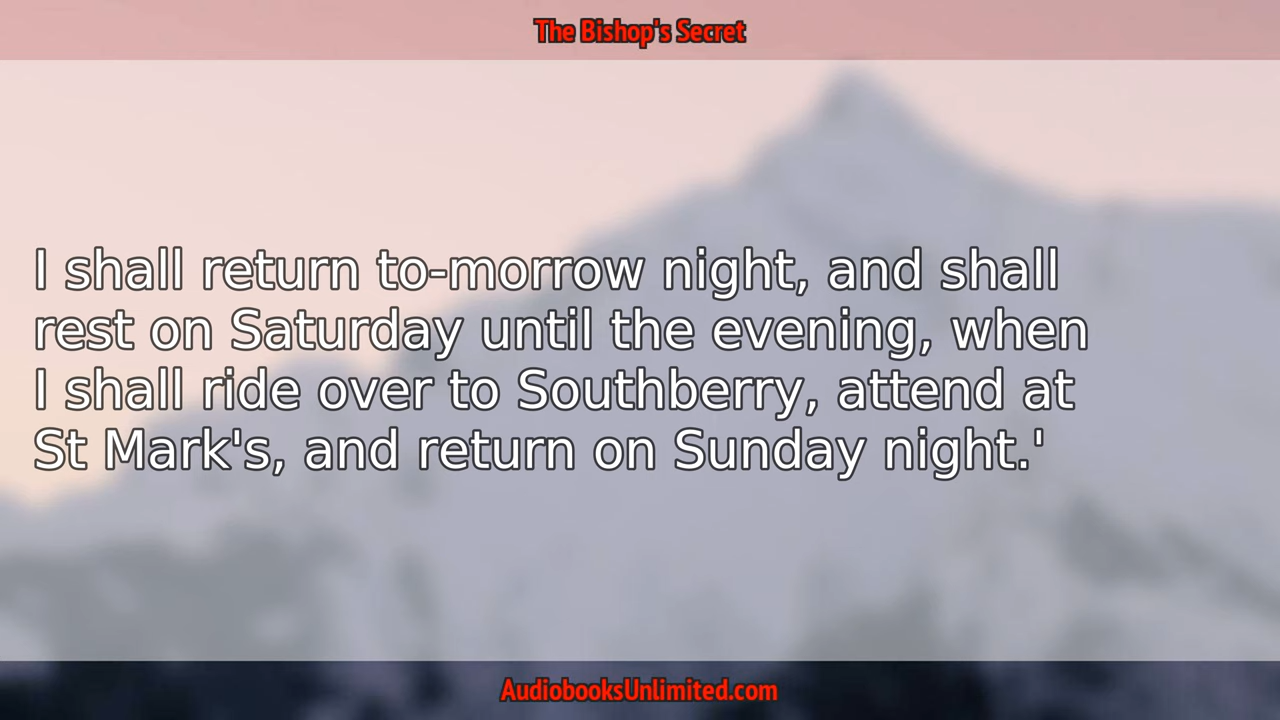 The Bishop's Secret
I shall return to-morrow night, and shall
rest on Saturday until the evening, when
I shall ride over to Southberry, attend at
St Mark's, and return on Sunday night.'
AudiobooksUnlimited.com